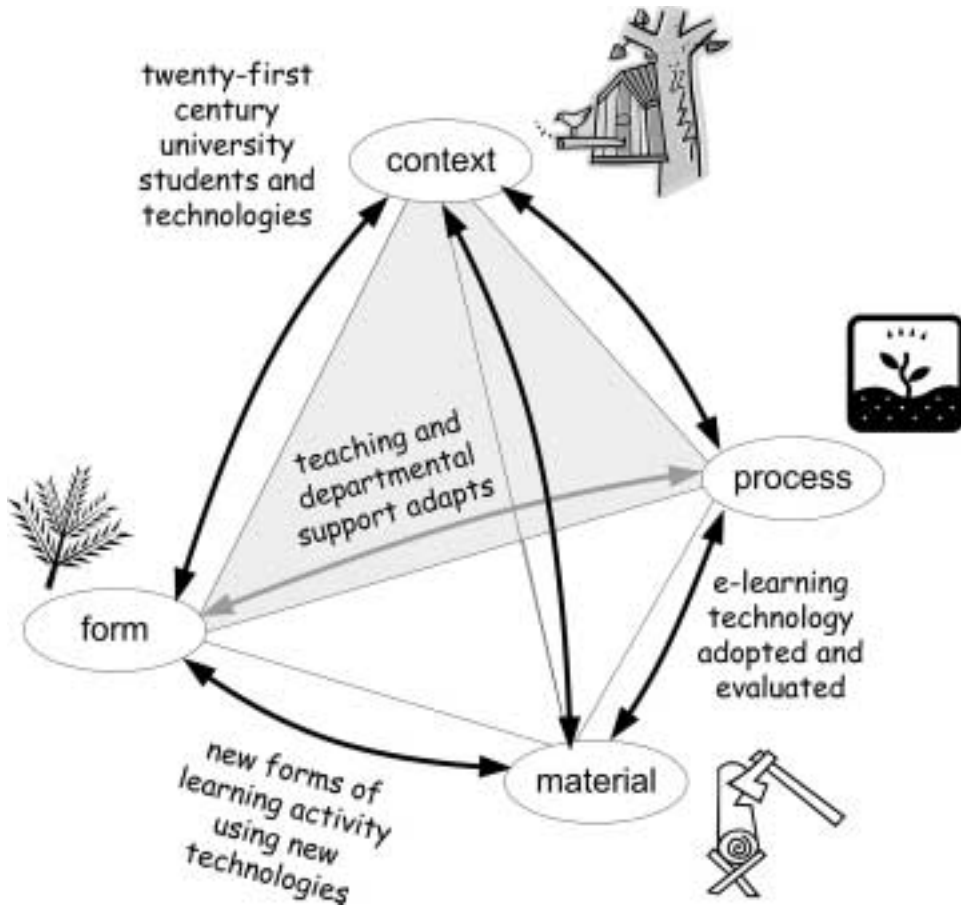 twenty-first
century
university
students and
technologies
context
teaching and
departmental
support adapts
process
form
e-learning
technology
adopted and
evaluated
material
new forms of
learning activity
using new
technologies